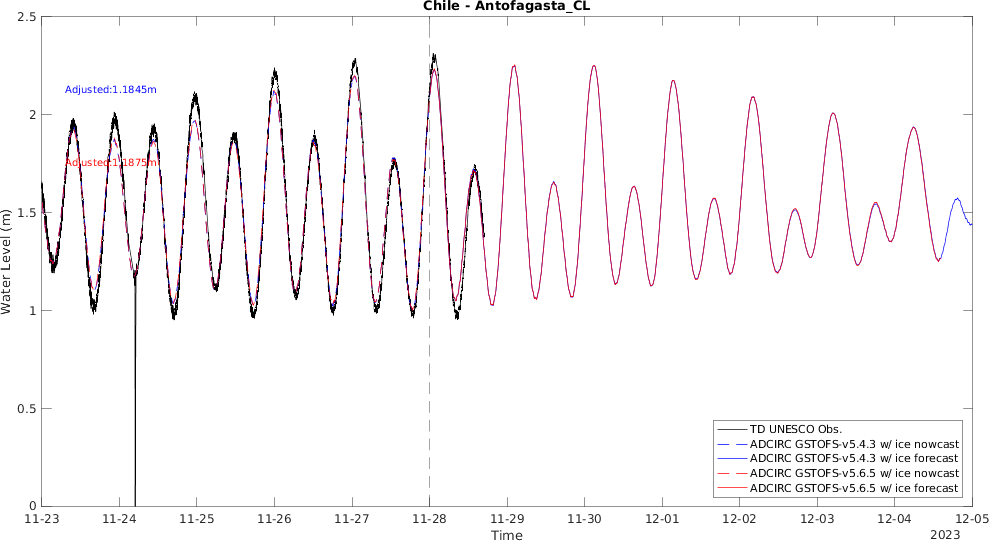 Chile - Antofagasta_CL
2.5
Adjusted:1.1845m
2
Adjusted:1.1875m
1.5
Water Level (m)
1
0.5
TD UNESCO Obs.
ADCIRC GSTOFS-v5.4.3 w/ ice nowcast
ADCIRC GSTOFS-v5.4.3 w/ ice forecast
ADCIRC GSTOFS-v5.6.5 w/ ice nowcast
ADCIRC GSTOFS-v5.6.5 w/ ice forecast
0
11-23 11-24 11-25 11-26 11-27 11-28 11-29 11-30 12-01 12-02 12-03 12-04 12-05
Time
2023